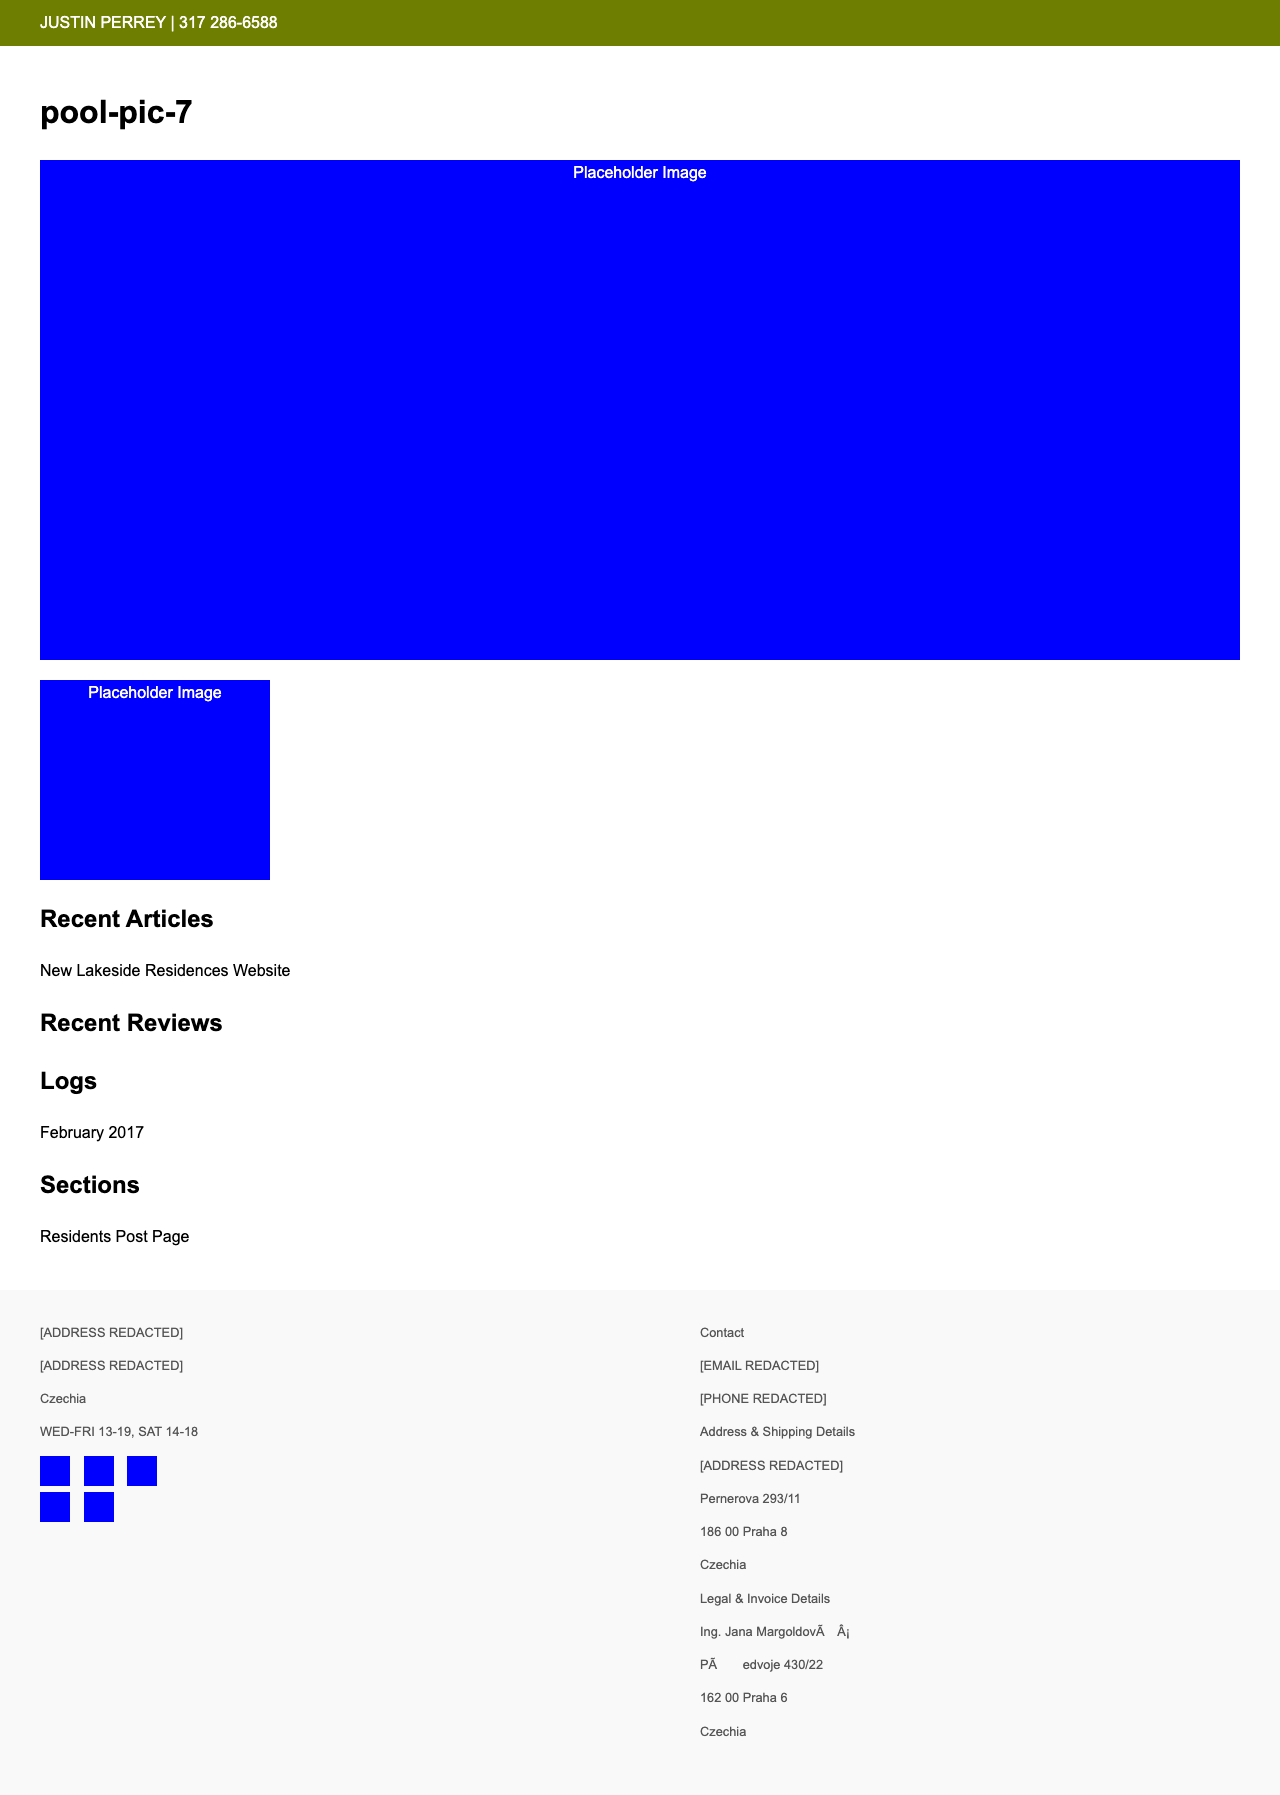 JUSTIN PERREY | 317 286-6588
pool-pic-7
Placeholder Image
Placeholder Image
Recent Articles
New Lakeside Residences Website
Recent Reviews
Logs
February 2017
Sections
Residents Post Page
[ADDRESS REDACTED]
[ADDRESS REDACTED]
Czechia
WED-FRI 13-19, SAT 14-18
Contact
[EMAIL REDACTED]
[PHONE REDACTED]
Address & Shipping Details
[ADDRESS REDACTED]
Pernerova 293/11
186 00 Praha 8
Czechia
Legal & Invoice Details
Ing. Jana MargoldovÃ Â¡
PÃ edvoje 430/22
162 00 Praha 6
Czechia